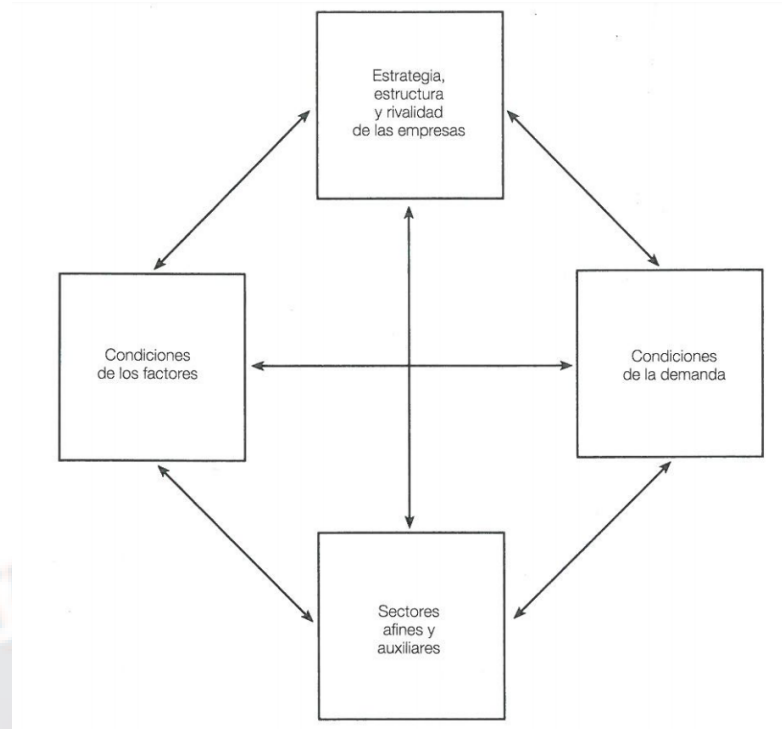 Estrategia,
estructura
y rivalidad
de las empresas
Condiciones
de los factores
Condiciones
de la demanda
Sectores
afines y
auxiliares